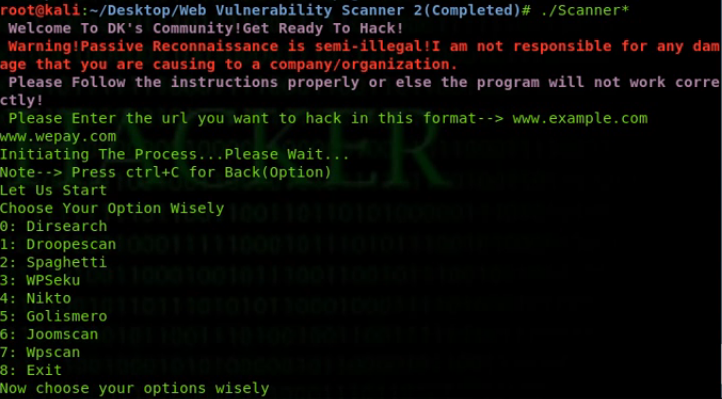 root@kali:~/Desktop/Web Vulnerability Scanner 2(Completed)# ./Scanner*
Welcome To DK's Community!Get Ready To Hack!
Warning!Passive Reconnaissance is semi-illegal!I am not responsible for any dam
age that you are causing to a company/organization.
Please Follow the instructions properly or else the program will not work corre
ctly!
Please Enter the url you want to hack in this format--> www.example.com
www.wepay.com
Initiating The Process...Please Wait...
Note--> Press ctrl+C for Back(Option)
Let Us Start
Choose Your Option Wisely
0: Dirsearch
1: Droopescan
2: Spaghetti
3: WPSeku
4: Nikto
5: Golismero
6: Joomscan
7: Wpscan
8: Exit
Now choose your options wisely